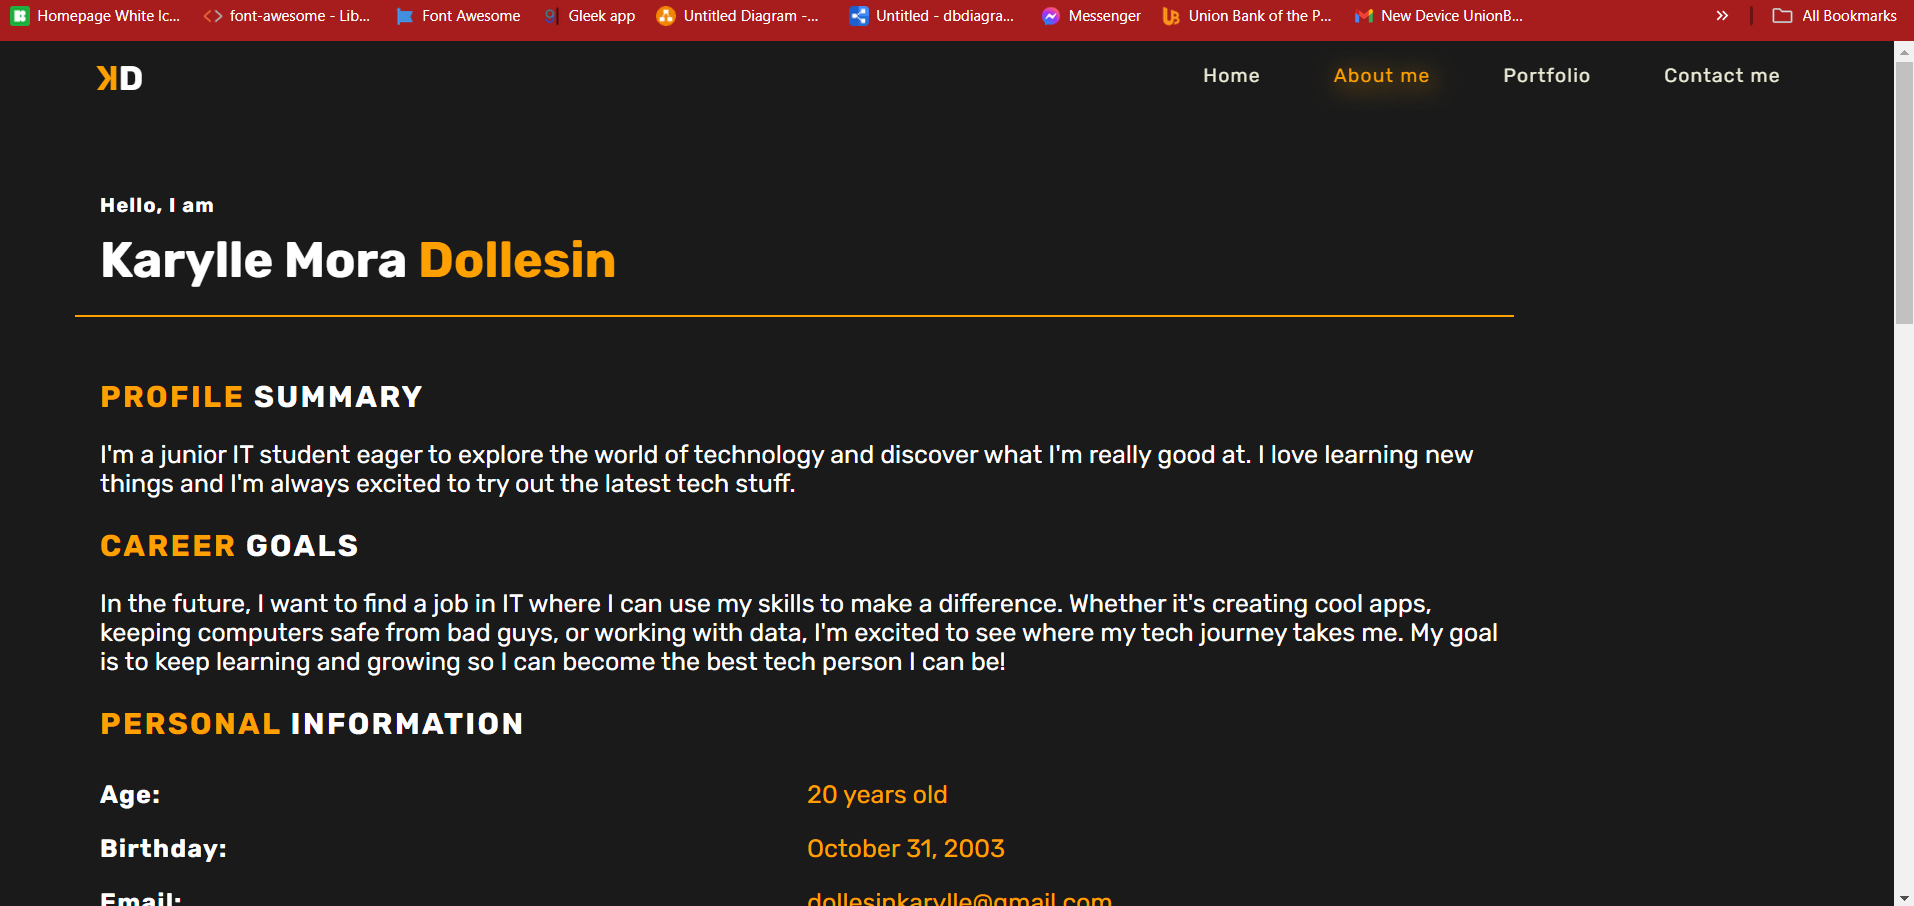 Homepage White Ic... font-awesome - Lib... Font Awesome Gleek app Untitled Diagram -... Untitled - dbdiagra... Messenger Union Bank of the P... New Device UnionB... » All Bookmarks
KD Home About me Portfolio Contact me
Hello, I am
Karylle Mora Dollesin
PROFILE SUMMARY
I'm a junior IT student eager to explore the world of technology and discover what I'm really good at. I love learning new
things and I'm always excited to try out the latest tech stuff.
CAREER GOALS
In the future, I want to find a job in IT where I can use my skills to make a difference. Whether it's creating cool apps,
keeping computers safe from bad guys, or working with data, I'm excited to see where my tech journey takes me. My goal
is to keep learning and growing so I can become the best tech person I can be!
PERSONAL INFORMATION
Age: 20 years old
Birthday: October 31, 2003
Email: dollesinkarylle@gmail.com